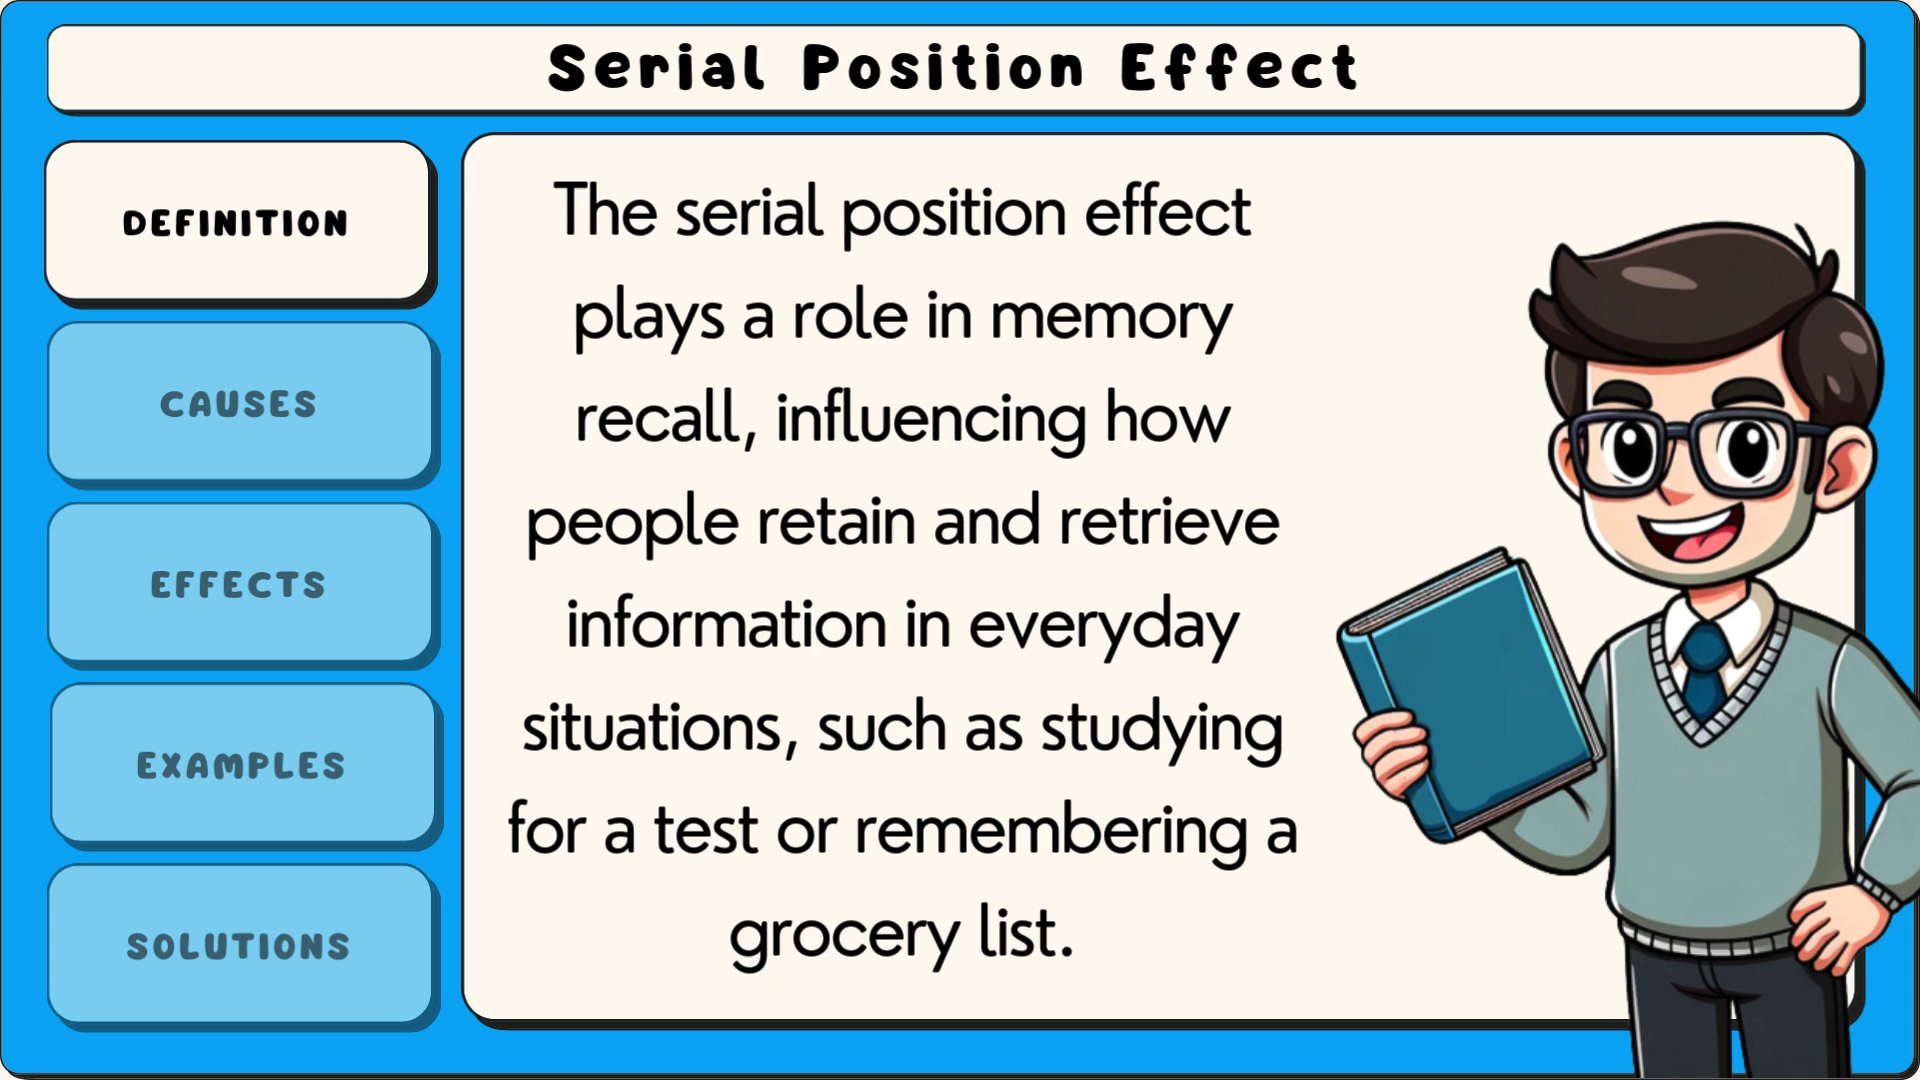 Serial Position Effect
DEFINITION
CAUSES
EFFECTS
EXAMPLES
SOLUTIONS
The serial position effect
plays a role in memory
recall, influencing how
people retain and retrieve
information in everyday
situations, such as studying
for a test or remembering a
grocery list.